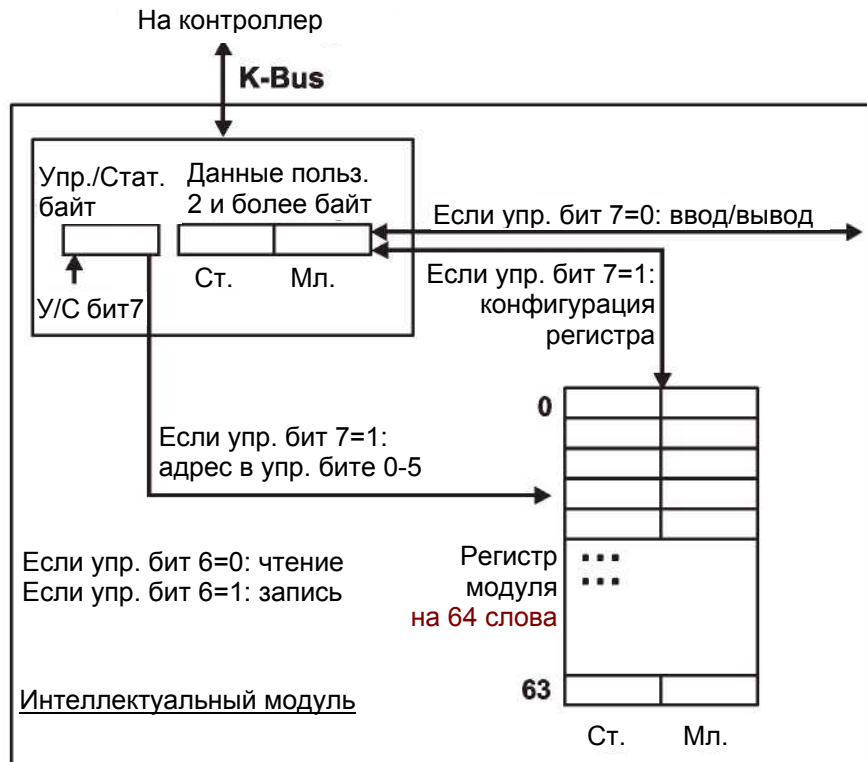 На контроллер
K-Bus
Упр./Стат.
байт
Данные польз.
2 и более байт
Ст.
Мл.
У/С бит7
Если упр. бит 7=0: ввод/вывод
Если упр. бит 7=1:
конфигурация
регистра
Если упр. бит 7=1:
адрес в упр. бите 0-5
0
Если упр. бит 6=0: чтение
Если упр. бит 6=1: запись
Регистр
модуля
на 64 слова
63
Интеллектуальный модуль
Ст.
Мл.